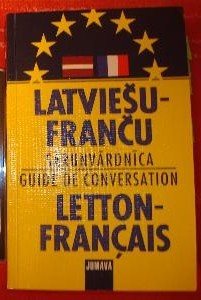 LATVIEŠU-
FRANČU
SARUNVĀRDNĪCA
GUIDE DE CONVERSATION
LETTON-
FRANÇAIS
JUMAVA